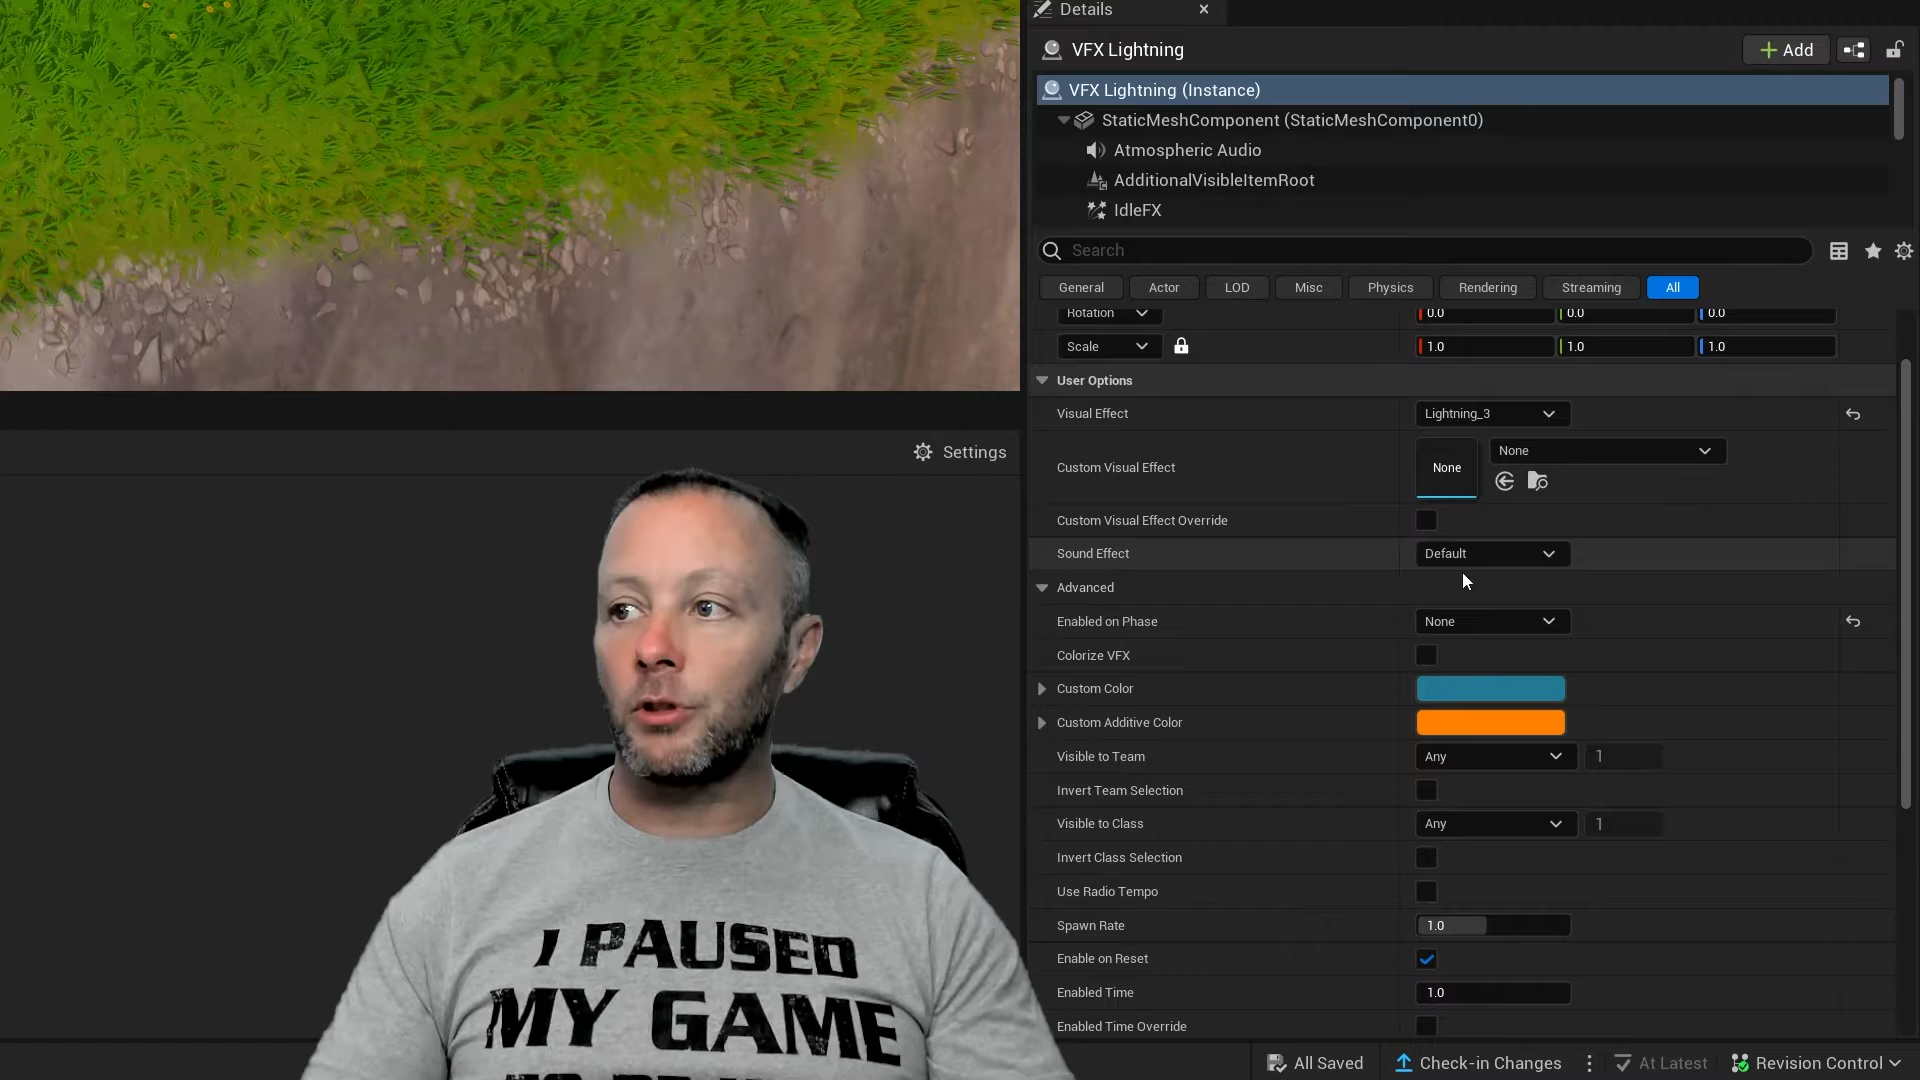 Details
VFX Lightning
Add
VFX Lightning (Instance)
StaticMeshComponent (StaticMeshComponent0)
Atmospheric Audio
AdditionalVisibleItemRoot
IdleFX
Search
General Actor LOD Misc Physics Rendering Streaming All
Rotation 0.0 0.0 0.0
Scale 1.0 1.0 1.0
User Options
Visual Effect Lightning_3
Custom Visual Effect None None
Custom Visual Effect Override
Sound Effect Default
Advanced
Enabled on Phase None
Colorize VFX
Custom Color
Custom Additive Color
Visible to Team Any 1
Invert Team Selection
Visible to Class Any 1
Invert Class Selection
Use Radio Tempo
Spawn Rate 1.0
Enable on Reset
Enabled Time 1.0
Enabled Time Override
All Saved Check-in Changes At Latest Revision Control
Settings
I PAUSED
MY GAME